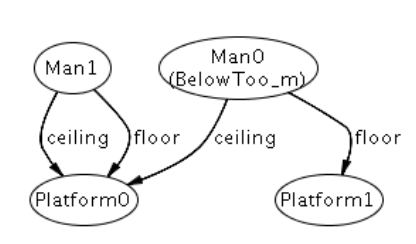 Man1
Man0
(BelowToo_m)
ceiling
floor
ceiling
floor
Platform0
Platform1